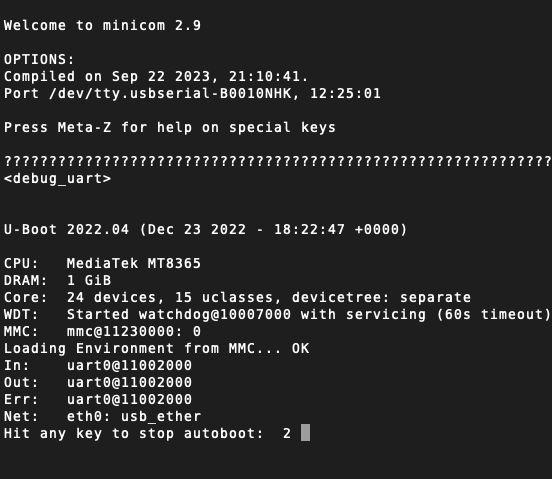 Welcome to minicom 2.9
OPTIONS:
Compiled on Sep 22 2023, 21:10:41.
Port /dev/tty.usbserial-B0010NHK, 12:25:01
Press Meta-Z for help on special keys
?????????????????????????????????????????????????????????????
<debug_uart>
U-Boot 2022.04 (Dec 23 2022 - 18:22:47 +0000)
CPU:   MediaTek MT8365
DRAM:  1 GiB
Core:  24 devices, 15 uclasses, devicetree: separate
WDT:   Started watchdog@10007000 with servicing (60s timeout)
MMC:   mmc@11230000: 0
Loading Environment from MMC... OK
In:    uart0@11002000
Out:   uart0@11002000
Err:   uart0@11002000
Net:   eth0: usb_ether
Hit any key to stop autoboot:  2